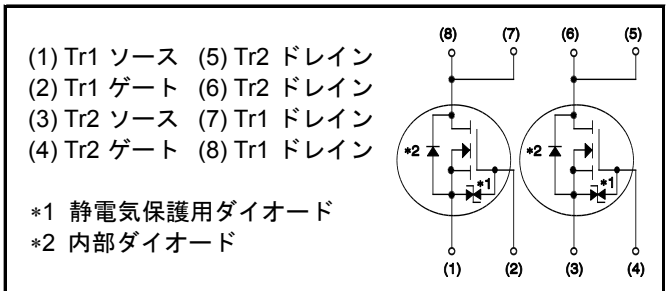 (1) Tr1 ソース (5) Tr2 ドレイン
(2) Tr1 ゲート (6) Tr2 ドレイン
(3) Tr2 ソース (7) Tr1 ドレイン
(4) Tr2 ゲート (8) Tr1 ドレイン
*1 静電気保護用ダイオード
*2 内部ダイオード
(8) (7) (6) (5)
*2 *2
*1 *1
(1) (2) (3) (4)